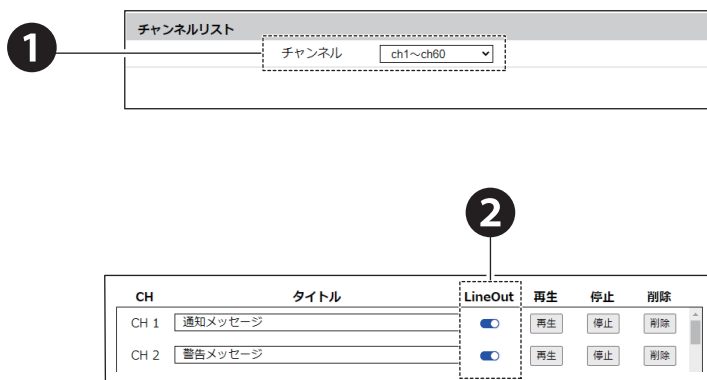 チャンネルリスト
1
チャンネル ch1～ch60
2
CH タイトル LineOut 再生 停止 削除
CH 1 通知メッセージ 再生 停止 削除
CH 2 警告メッセージ 再生 停止 削除